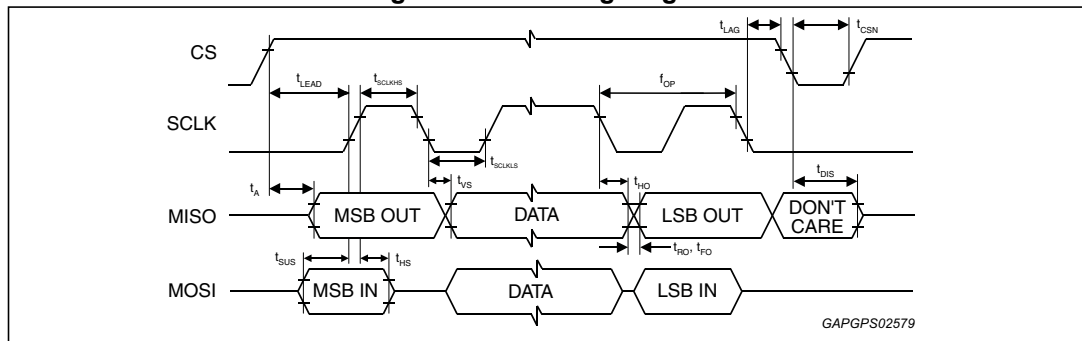 CS
t_LAG
t_CSN
t_LEAD
t_SCLKHS
f_OP
SCLK
t_SCLKLS
t_DIS
t_A
t_VS
t_HO
MISO
MSB OUT
DATA
LSB OUT
DON'T
CARE
t_RO, t_FO
t_SUS
t_HS
MOSI
MSB IN
DATA
LSB IN
GAPGPS02579